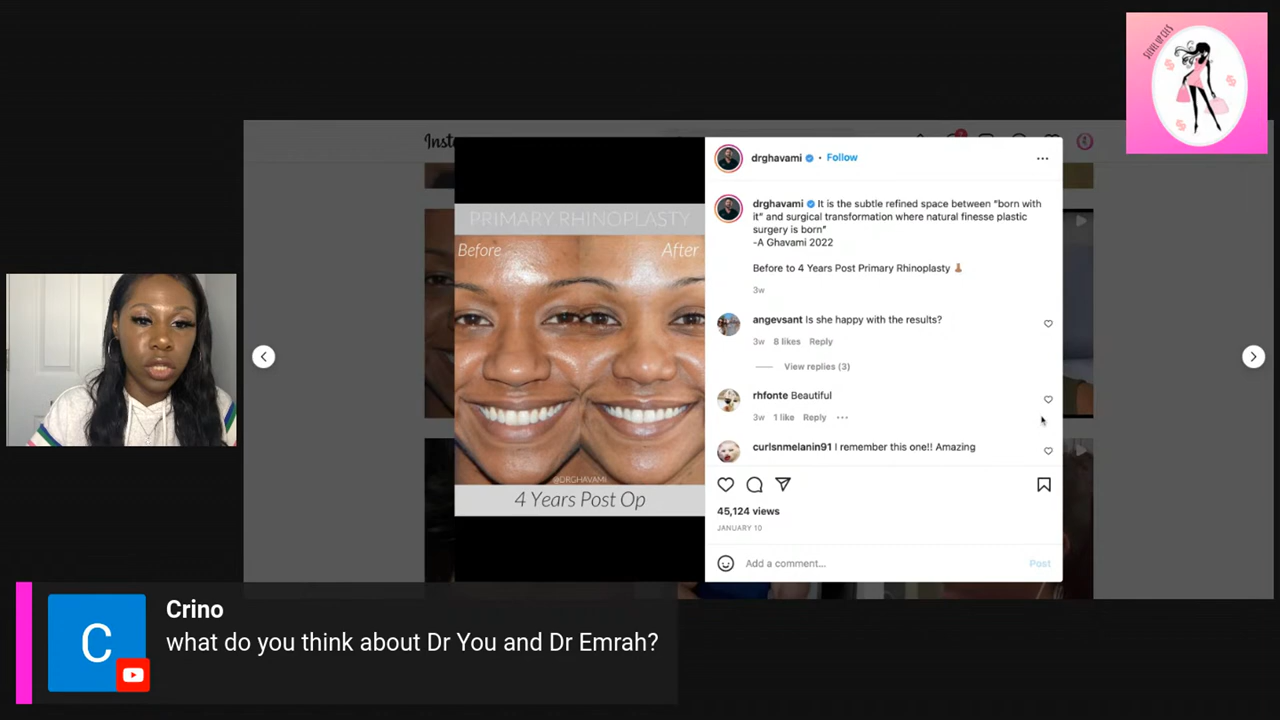 SLEVEL UP CEES
Insta
drghavami • Follow
PRIMARY RHINOPLASTY
Before
After
@DRGHAVAMI
4 Years Post Op
drghavami It is the subtle refined space between "born with
it" and surgical transformation where natural finesse plastic
surgery is born"
-A Ghavami 2022
Before to 4 Years Post Primary Rhinoplasty
3w
angevsant Is she happy with the results?
3w 8 likes Reply
View replies (3)
rhfonte Beautiful
3w 1 like Reply
curlsnmelanin91 I remember this one!! Amazing
45,124 views
JANUARY 10
Add a comment...
Post
C
Crino
what do you think about Dr You and Dr Emrah?